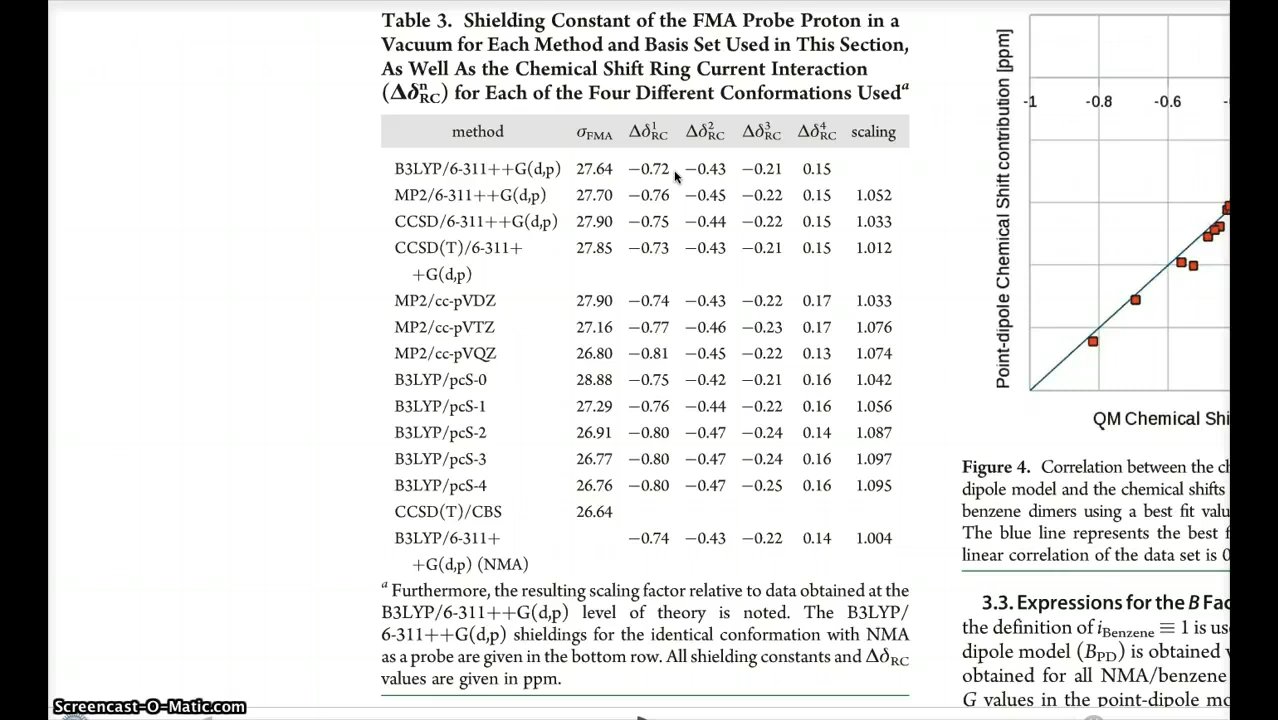 Table 3. Shielding Constant of the FMA Probe Proton in a
Vacuum for Each Method and Basis Set Used in This Section,
As Well As the Chemical Shift Ring Current Interaction
(Δδⁿ_RC) for Each of the Four Different Conformations Usedᵃ
method σ_FMA Δδ¹_RC Δδ²_RC Δδ³_RC Δδ⁴_RC scaling
B3LYP/6-311++G(d,p) 27.64 −0.72 −0.43 −0.21 0.15
MP2/6-311++G(d,p) 27.70 −0.76 −0.45 −0.22 0.15 1.052
CCSD/6-311++G(d,p) 27.90 −0.75 −0.44 −0.22 0.15 1.033
CCSD(T)/6-311+ 27.85 −0.73 −0.43 −0.21 0.15 1.012
+G(d,p)
MP2/cc-pVDZ 27.90 −0.74 −0.43 −0.22 0.17 1.033
MP2/cc-pVTZ 27.16 −0.77 −0.46 −0.23 0.17 1.076
MP2/cc-pVQZ 26.80 −0.81 −0.45 −0.22 0.13 1.074
B3LYP/pcS-0 28.88 −0.75 −0.42 −0.21 0.16 1.042
B3LYP/pcS-1 27.29 −0.76 −0.44 −0.22 0.16 1.056
B3LYP/pcS-2 26.91 −0.80 −0.47 −0.24 0.14 1.087
B3LYP/pcS-3 26.77 −0.80 −0.47 −0.24 0.16 1.097
B3LYP/pcS-4 26.76 −0.80 −0.47 −0.25 0.16 1.095
CCSD(T)/CBS 26.64
B3LYP/6-311+ −0.74 −0.43 −0.22 0.14 1.004
+G(d,p) (NMA)
ᵃ Furthermore, the resulting scaling factor relative to data obtained at the
B3LYP/6-311++G(d,p) level of theory is noted. The B3LYP/
6-311++G(d,p) shieldings for the identical conformation with NMA
as a probe are given in the bottom row. All shielding constants and Δδ_RC
values are given in ppm.
Point-dipole Chemical Shift contribution [ppm]
-1 -0.8 -0.6
QM Chemical Shi
Figure 4. Correlation between the ch
dipole model and the chemical shifts
benzene dimers using a best fit valu
The blue line represents the best f
linear correlation of the data set is 0
3.3. Expressions for the B Fac
the definition of i_Benzene ≡ 1 is us
dipole model (B_PD) is obtained
obtained for all NMA/benzene
G values in the point-dipole mo
Screencast-O-Matic.com